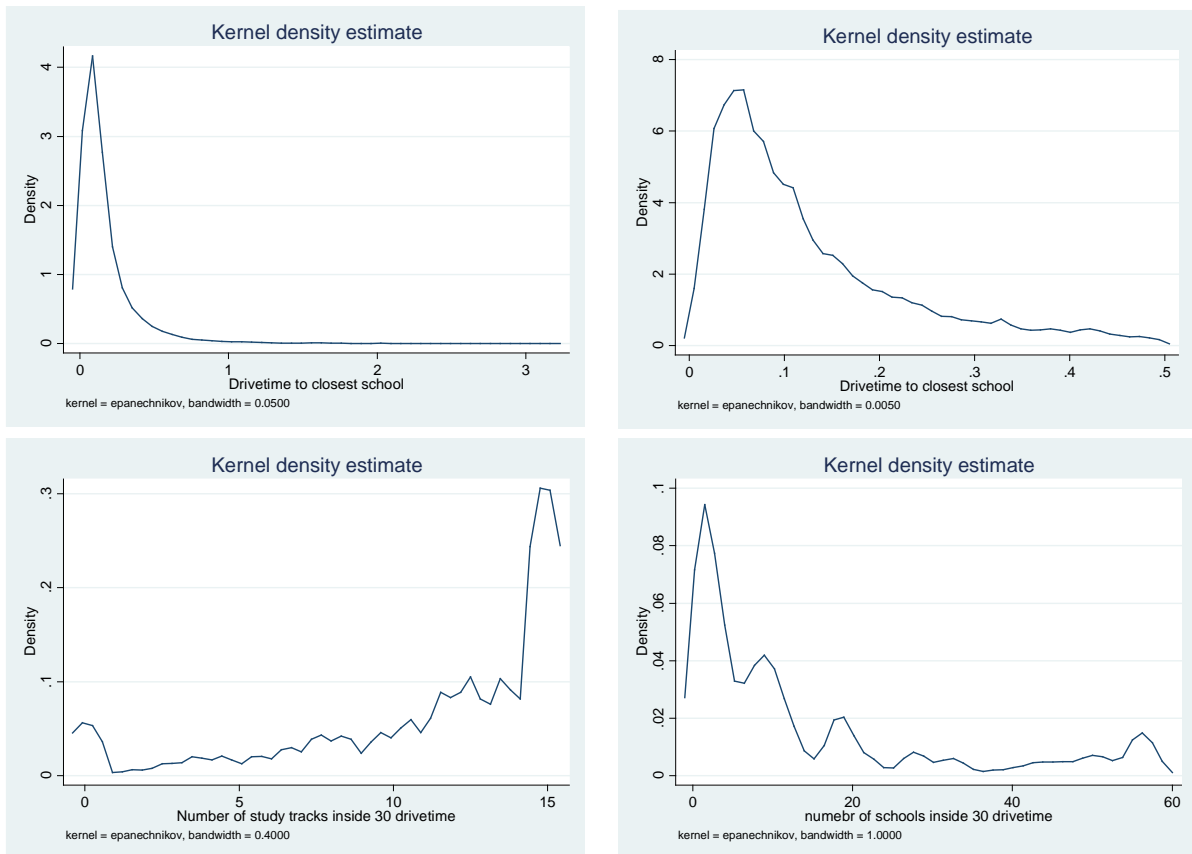 Kernel density estimate
4
3
2
1
0
Density
0 1 2 3
Drivetime to closest school
kernel = epanechnikov, bandwidth = 0.0500
Kernel density estimate
8
6
4
2
0
Density
0 .1 .2 .3 .4 .5
Drivetime to closest school
kernel = epanechnikov, bandwidth = 0.0050
Kernel density estimate
.3
.2
.1
0
Density
0 5 10 15
Number of study tracks inside 30 drivetime
kernel = epanechnikov, bandwidth = 0.4000
Kernel density estimate
.1
.08
.06
.04
.02
0
Density
0 20 40 60
numebr of schools inside 30 drivetime
kernel = epanechnikov, bandwidth = 1.0000